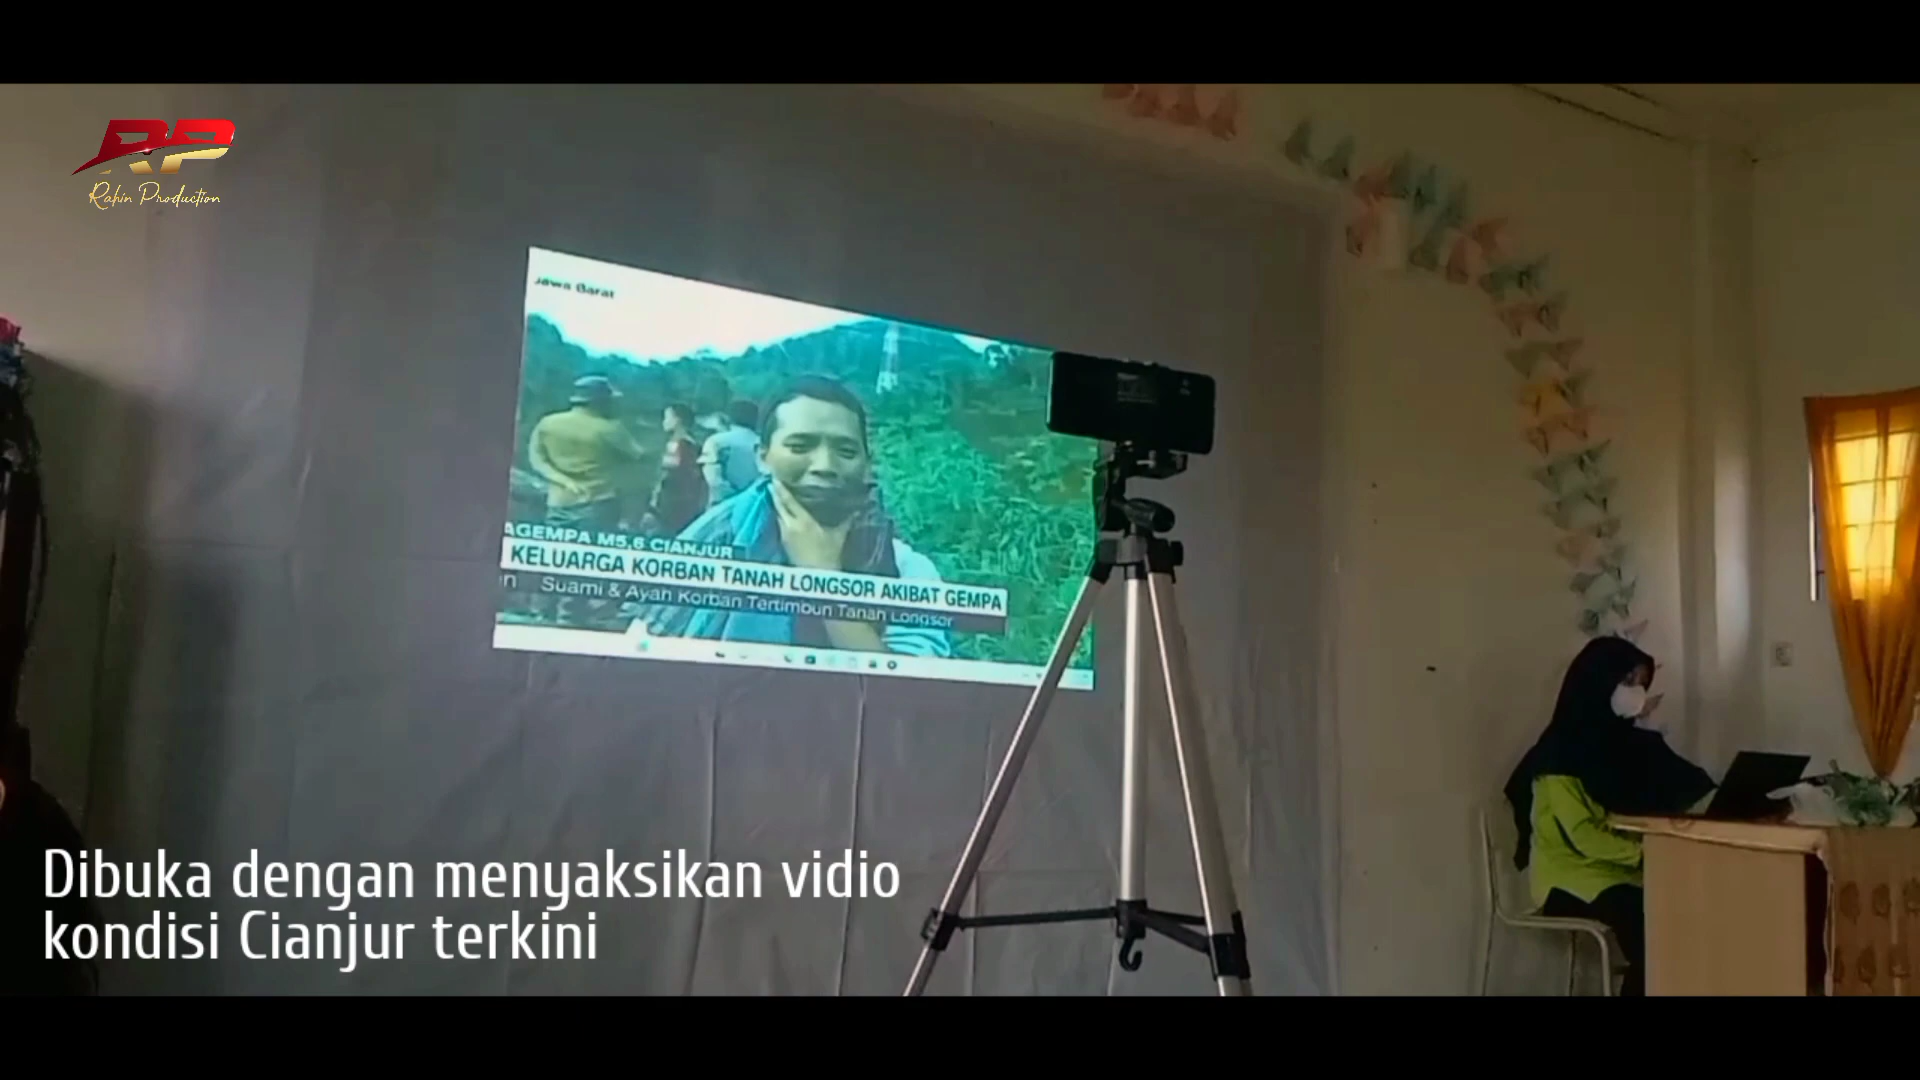 RP
Rahin Production
Jawa Barat
GEMPA M5,6 CIANJUR
KELUARGA KORBAN TANAH LONGSOR AKIBAT GEMPA
Suami & Ayah Korban Tertimbun Tanah Longsor
Dibuka dengan menyaksikan vidio
kondisi Cianjur terkini